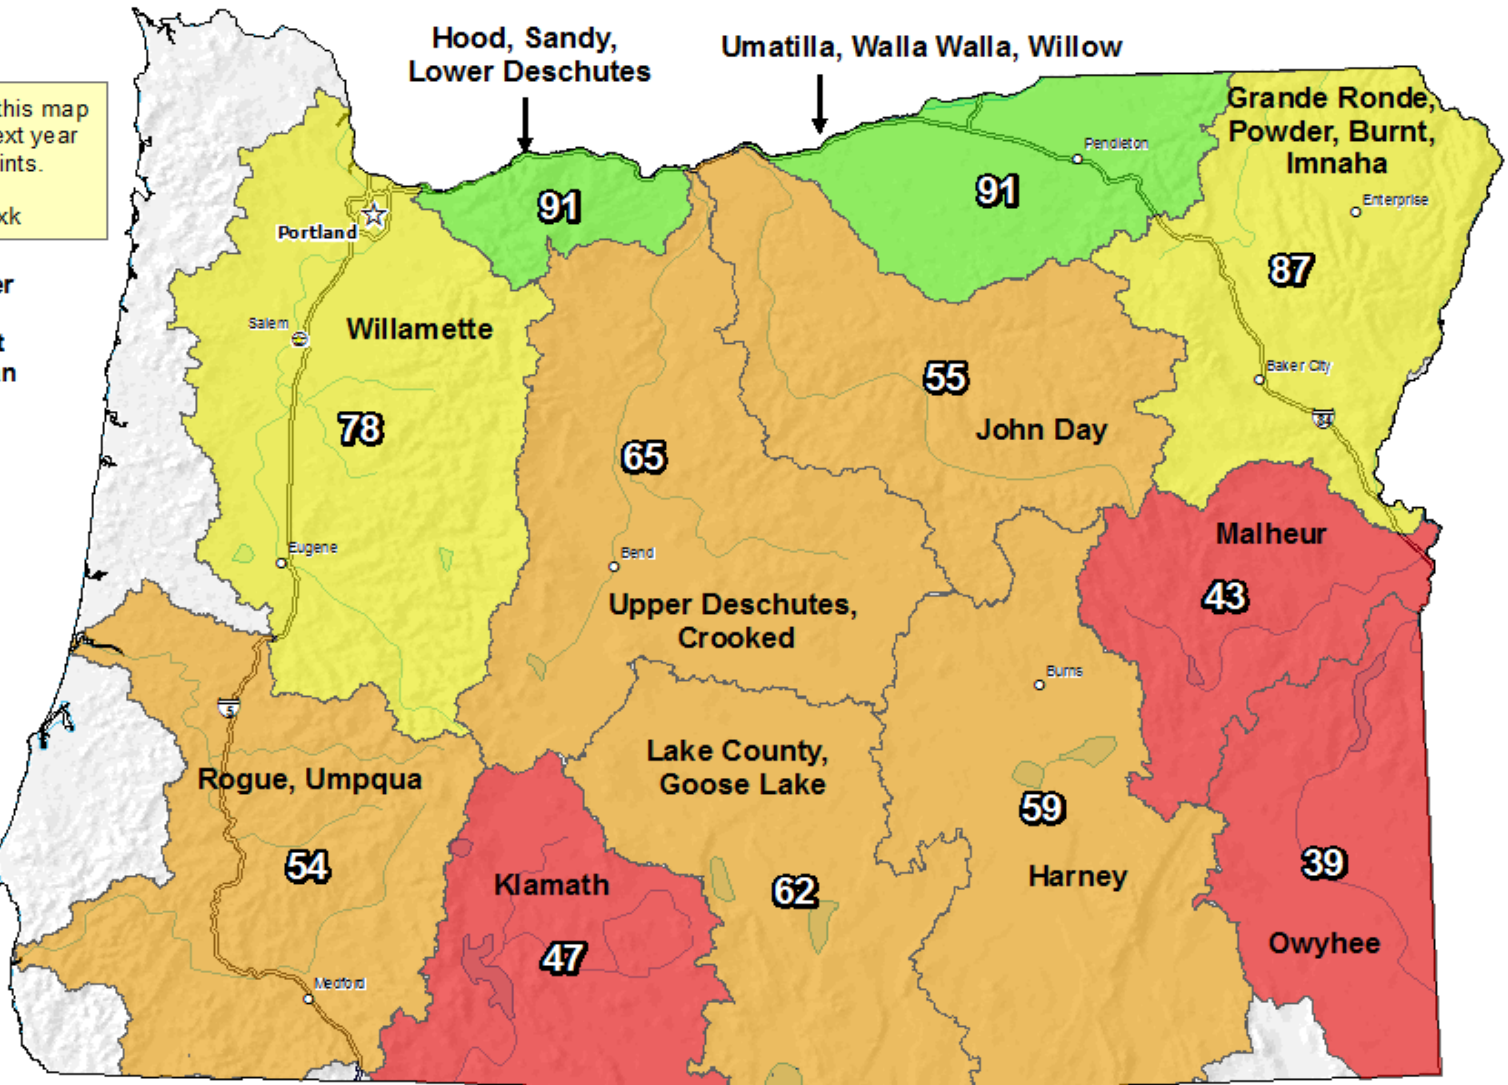 Hood, Sandy,
Lower Deschutes
Umatilla, Walla Walla, Willow
this map
ext year
ints.
xk
er
t
an
Grande Ronde,
Powder, Burnt,
Imnaha
Pendleton
Enterprise
91
91
87
Portland
Salem
Willamette
78
Baker City
84
55
John Day
65
Eugene
Bend
Malheur
43
Upper Deschutes,
Crooked
Burns
5
Rogue, Umpqua
54
Lake County,
Goose Lake
59
Harney
Klamath
47
62
39
Owyhee
Medford